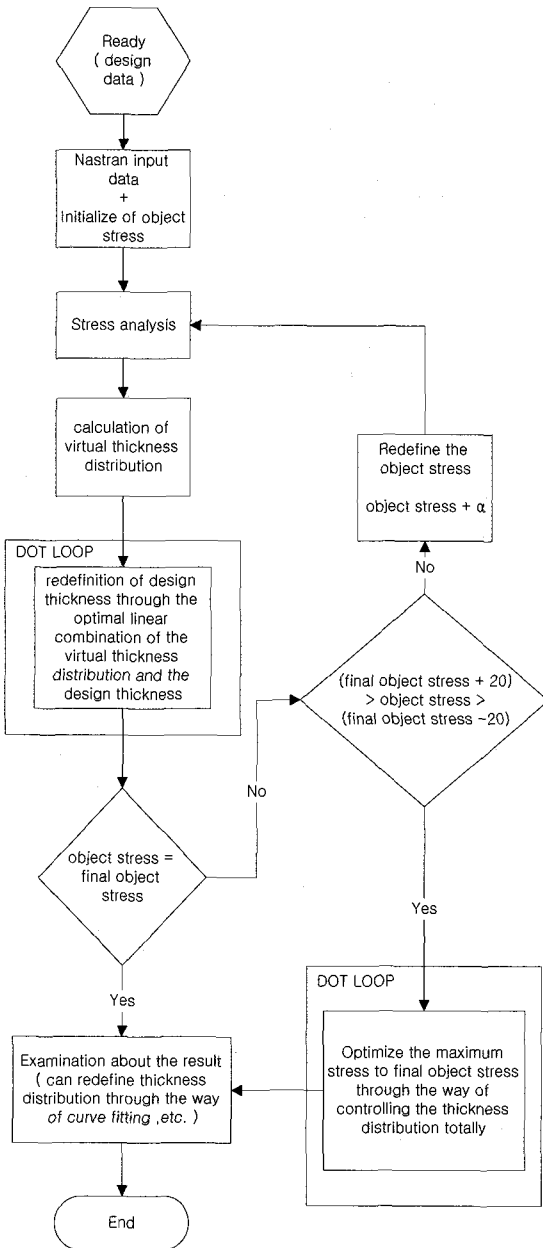 Ready
( design
data )
Nastran input
data
+
Initialize of object
stress
Stress analysis
calculation of
virtual thickness
distribution
DOT LOOP
redefinition of design
thickness through the
optimal linear
combination of the
virtual thickness
distribution and the
design thickness
object stress =
final object
stress
No
Yes
Redefine the
object stress
object stress + α
No
(final object stress + 20)
> object stress >
(final object stress -20)
Yes
DOT LOOP
Optimize the maximum
stress to final object stress
through the way of
controlling the thickness
distribution totally
Examination about the result
( can redefine thickness
distribution through the way
of curve fitting ,etc. )
End